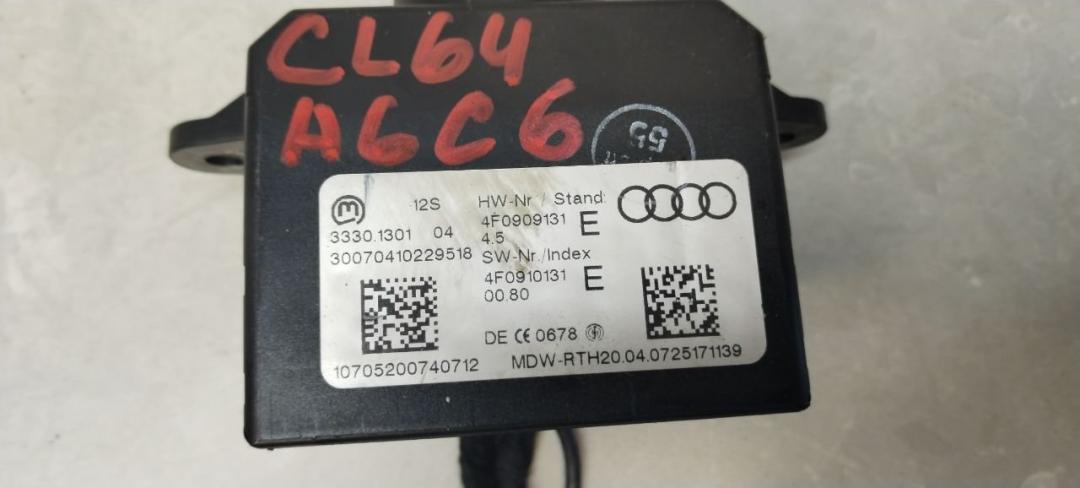 CL64
A6C6
55
12S
3330.1301 04
30070410229518
HW-Nr / Stand:
4F0909131 E
4.5
SW-Nr./Index
4F0910131 E
00.80
DE CE 0678
10705200740712
MDW-RTH20.04.0725171139